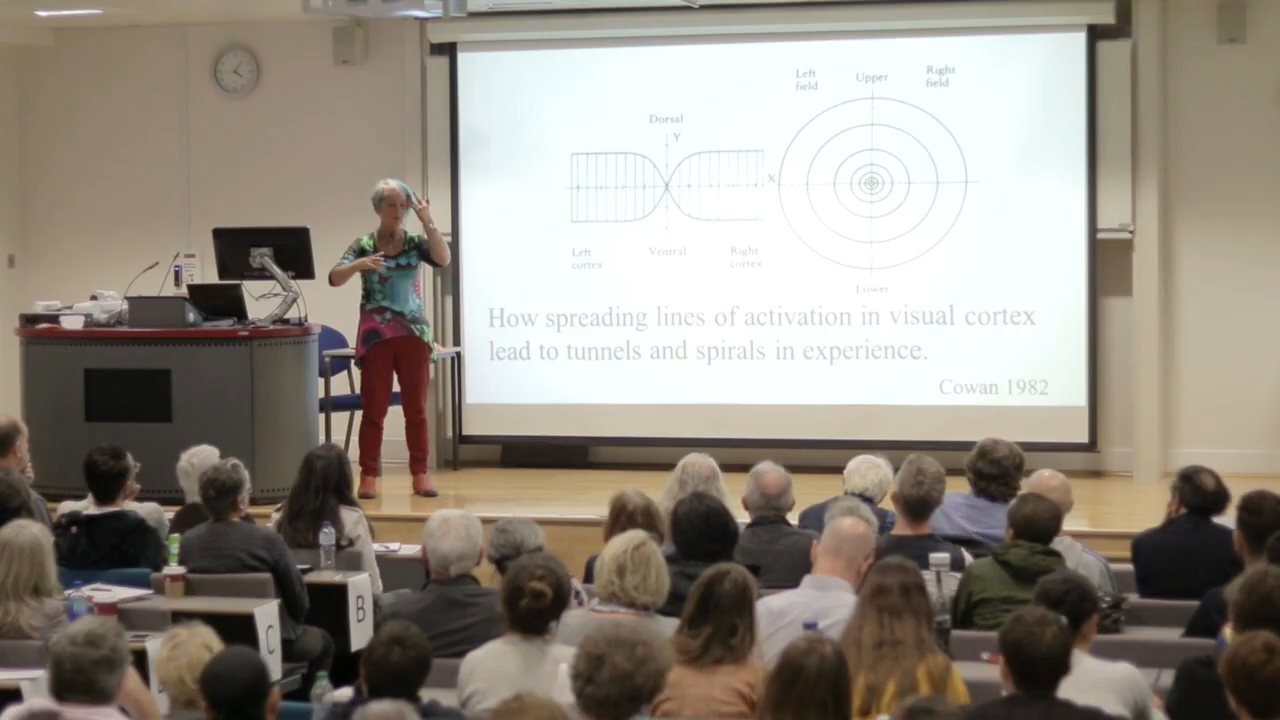 Left
field
Upper
Right
field
Dorsal
Y
X
Left
cortex
Ventral
Right
cortex
Lower
How spreading lines of activation in visual cortex
lead to tunnels and spirals in experience.
Cowan 1982
B
C